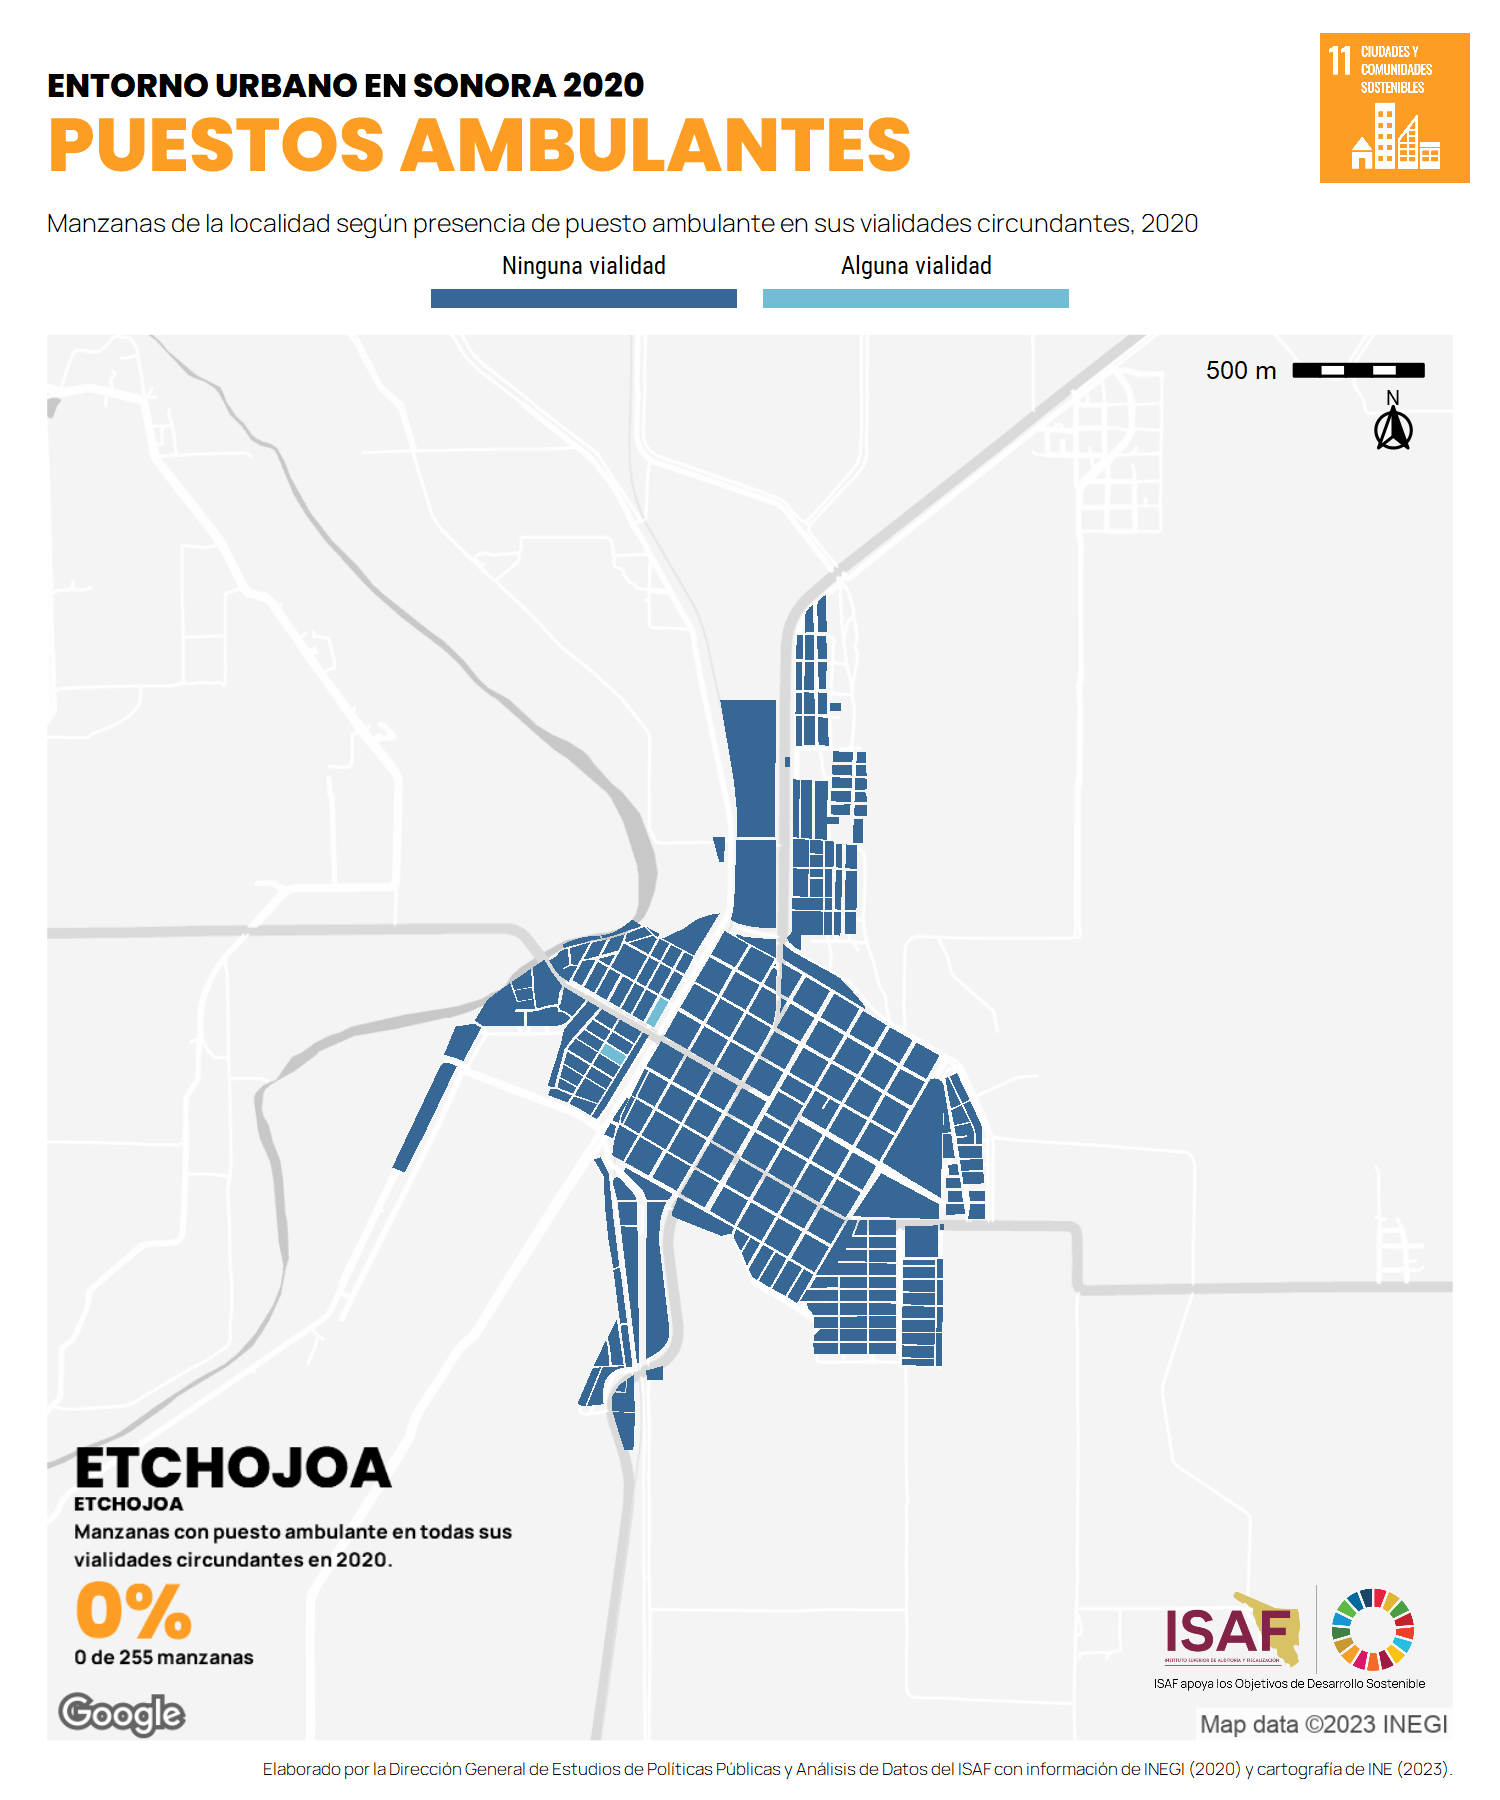 ENTORNO URBANO EN SONORA 2020
PUESTOS AMBULANTES
11 CIUDADES Y
COMUNIDADES
SOSTENIBLES
Manzanas de la localidad según presencia de puesto ambulante en sus vialidades circundantes, 2020
Ninguna vialidad
Alguna vialidad
500 m
N
ETCHOJOA
ETCHOJOA
Manzanas con puesto ambulante en todas sus
vialidades circundantes en 2020.
0%
0 de 255 manzanas
Google
ISAF
INSTITUTO SUPERIOR DE AUDITORÍA Y FISCALIZACIÓN
ISAF apoya los Objetivos de Desarrollo Sostenible
Map data ©2023 INEGI
Elaborado por la Dirección General de Estudios de Políticas Públicas y Análisis de Datos del ISAF con información de INEGI (2020) y cartografía de INE (2023).